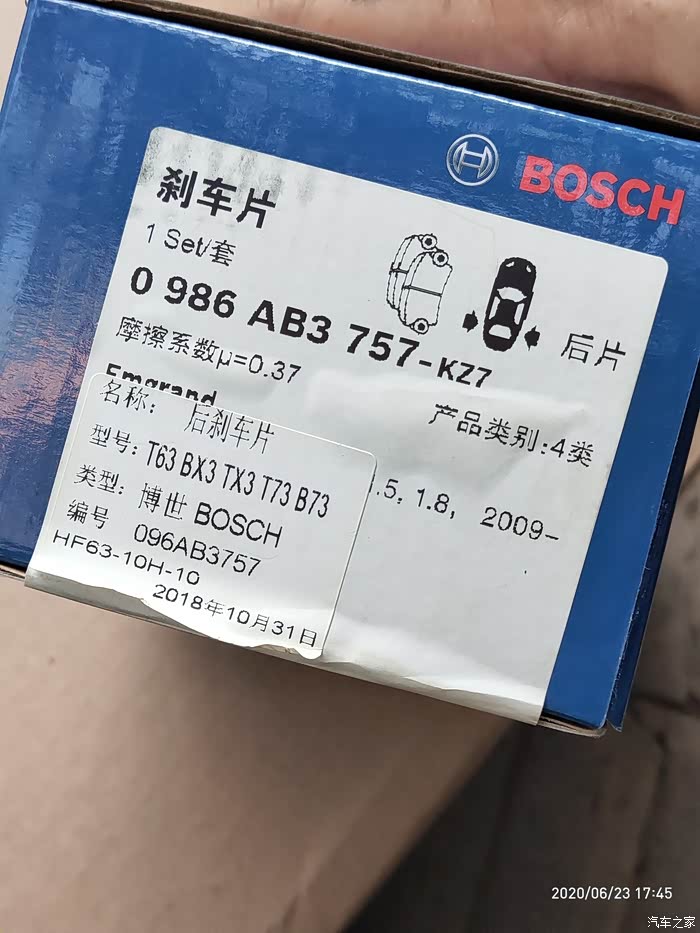 BOSCH
刹车片
1 Set/套
0 986 AB3 757-KZ7
后片
摩擦系数μ=0.37
产品类别:4类
Emgrand
.5, 1.8, 2009-
名称: 后刹车片
型号: T63 BX3 TX3 T73 B73
类型: 博世 BOSCH
编号 096AB3757
HF63-10H-10
2018年10月31日
2020/06/23 17:45
汽车之家